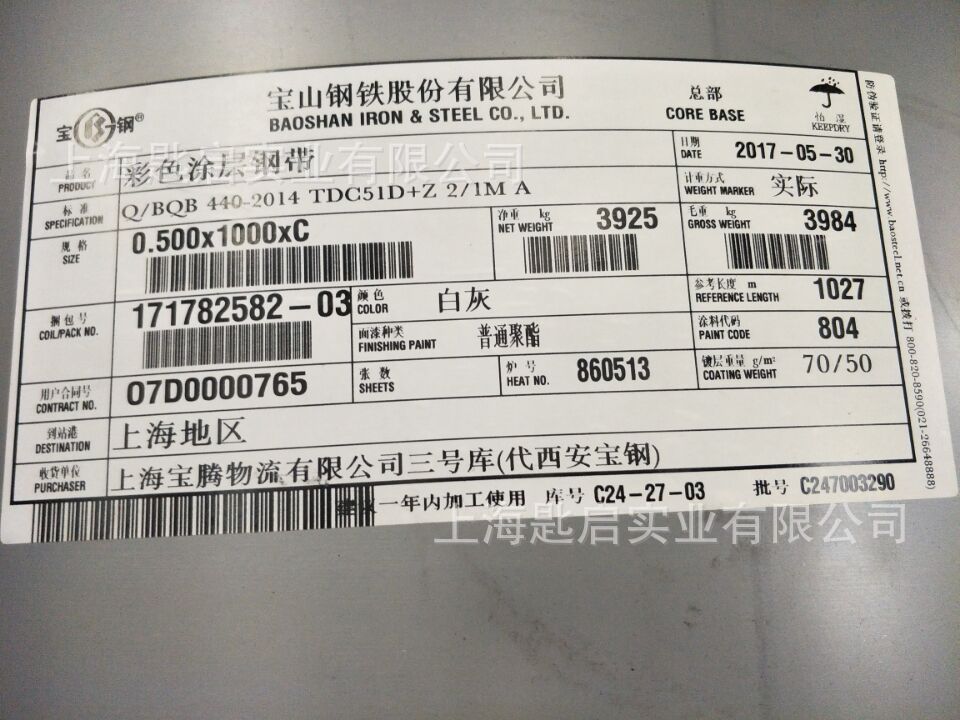 宝山钢铁股份有限公司
BAOSHAN IRON & STEEL CO., LTD.
宝 钢®
总部
CORE BASE
怕 湿
KEEPDRY
品 名
PRODUCT
彩色涂层钢带
日期
DATE
2017-05-30
标 准
SPECIFICATION
Q/BQB 440-2014 TDC51D+Z 2/1M A
计重方式
WEIGHT MARKER
实际
规 格
SIZE
0.500x1000xC
净重 kg
NET WEIGHT
3925
毛重 kg
GROSS WEIGHT
3984
捆包号
COIL/PACK NO.
171782582-03
颜色
COLOR
白灰
参考长度 m
REFERENCE LENGTH
1027
面漆种类
FINISHING PAINT
普通聚酯
涂料代码
PAINT CODE
804
用户合同号
CONTRACT NO.
07D0000765
张 数
SHEETS
炉 号
HEAT NO.
860513
镀层重量 g/m²
COATING WEIGHT
70/50
到站港
DESTINATION
上海地区
收货单位
PURCHASER
上海宝腾物流有限公司三号库(代西安宝钢)
一年内加工使用 库号 C24-27-03 批号 C247003290
防伪验证请登录 http://www.baosteel.net.cn 或拨打 800-820-8590(021-26648888)
上海匙启实业有限公司
上海匙启实业有限公司